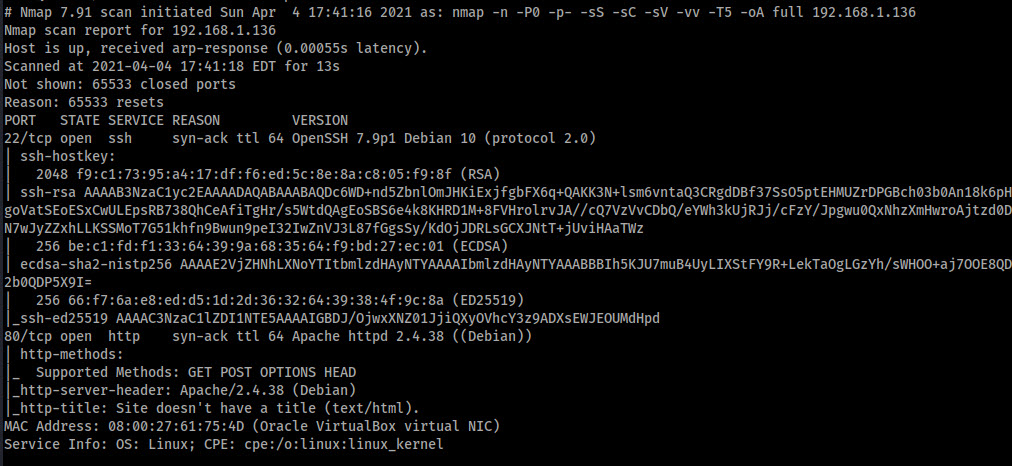 # Nmap 7.91 scan initiated Sun Apr  4 17:41:16 2021 as: nmap -n -P0 -p- -sS -sC -sV -vv -T5 -oA full 192.168.1.136
Nmap scan report for 192.168.1.136
Host is up, received arp-response (0.00055s latency).
Scanned at 2021-04-04 17:41:18 EDT for 13s
Not shown: 65533 closed ports
Reason: 65533 resets
PORT   STATE SERVICE REASON         VERSION
22/tcp open  ssh     syn-ack ttl 64 OpenSSH 7.9p1 Debian 10 (protocol 2.0)
| ssh-hostkey:
|   2048 f9:c1:73:95:a4:17:df:f6:ed:5c:8e:8a:c8:05:f9:8f (RSA)
| ssh-rsa AAAAB3NzaC1yc2EAAAADAQABAAABAQDc6WD+nd5ZbnlOmJHKiExjfgbFX6q+QAKK3N+lsm6vntaQ3CRgdDBf37SsO5ptEHMUZrDPGBch03b0An18k6pH
goVatSEoESxCwULEpsRB738QhCeAfiTgHr/s5WtdQAgEoSBS6e4k8KHRD1M+8FVHrolrvJA//cQ7VzVvCDbQ/eYWh3kUjRJj/cFzY/Jpgwu0QxNhzXmHwroAjtzd0D
N7wJyZZxhLLKSSMoT7G51khfn9Bwun9peI32IwZnVJ3L87fGgsSy/KdOjJDRLsGCXJNtT+jUviHAaTWz
|   256 be:c1:fd:f1:33:64:39:9a:68:35:64:f9:bd:27:ec:01 (ECDSA)
| ecdsa-sha2-nistp256 AAAAE2VjZHNhLXNoYTItbmlzdHAyNTYAAAAIbmlzdHAyNTYAAABBBIh5KJU7muB4UyLIXStFY9R+LekTaOgLGzYh/sWHOO+aj7OOE8QD
2b0QDP5X9I=
|   256 66:f7:6a:e8:ed:d5:1d:2d:36:32:64:39:38:4f:9c:8a (ED25519)
|_ssh-ed25519 AAAAC3NzaC1lZDI1NTE5AAAAIGBDJ/OjwxXNZ01JjiQXyOVhcY3z9ADXsEWJEOUMdHpd
80/tcp open  http    syn-ack ttl 64 Apache httpd 2.4.38 ((Debian))
| http-methods:
|_  Supported Methods: GET POST OPTIONS HEAD
|_http-server-header: Apache/2.4.38 (Debian)
|_http-title: Site doesn't have a title (text/html).
MAC Address: 08:00:27:61:75:4D (Oracle VirtualBox virtual NIC)
Service Info: OS: Linux; CPE: cpe:/o:linux:linux_kernel